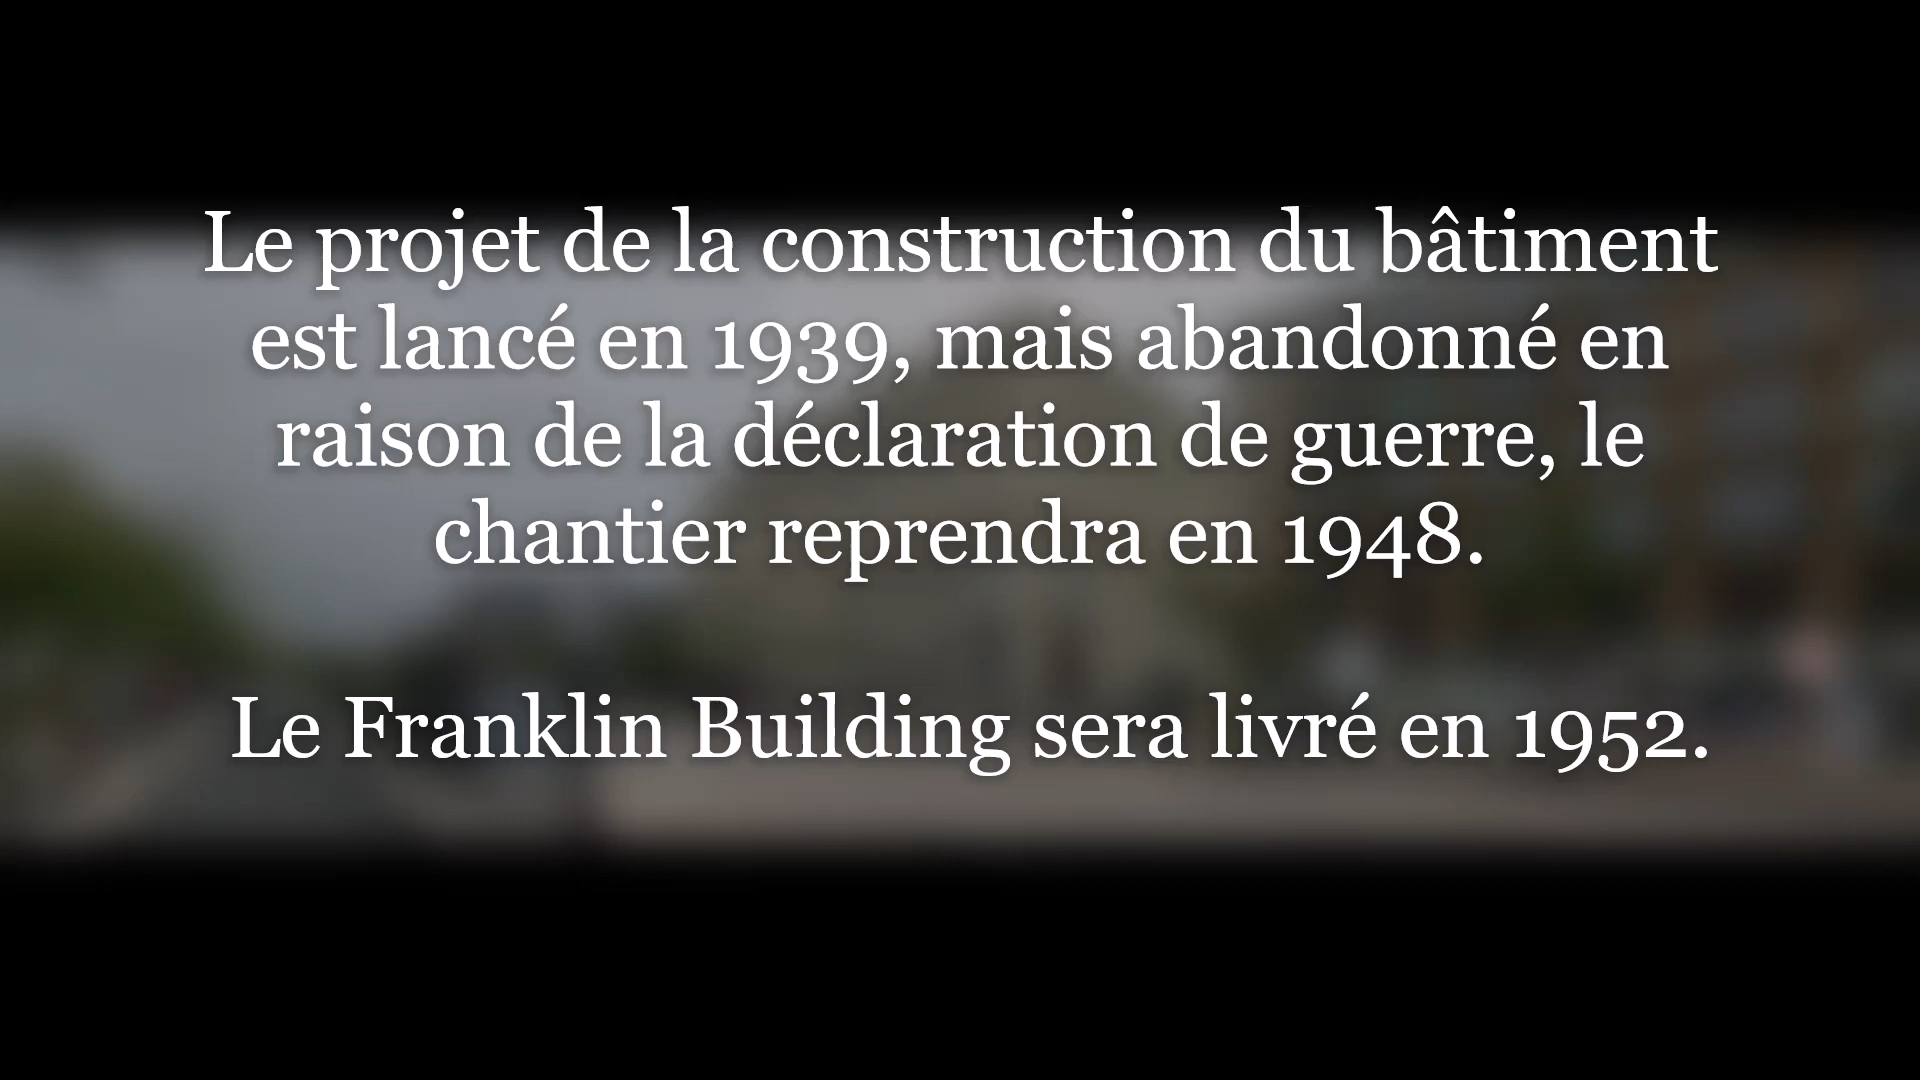 Le projet de la construction du bâtiment
est lancé en 1939, mais abandonné en
raison de la déclaration de guerre, le
chantier reprendra en 1948.
Le Franklin Building sera livré en 1952.